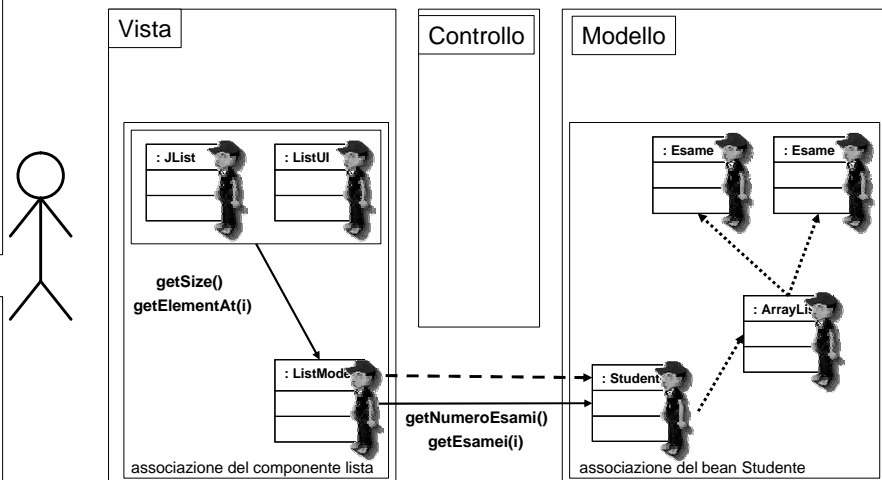 Vista
Controllo
Modello
: JList
: ListUI
: Esame
: Esame
getSize()
getElementAt(i)
: ArrayLis
: ListMode
: Student
getNumeroEsami()
getEsamei(i)
associazione del componente lista
associazione del bean Studente